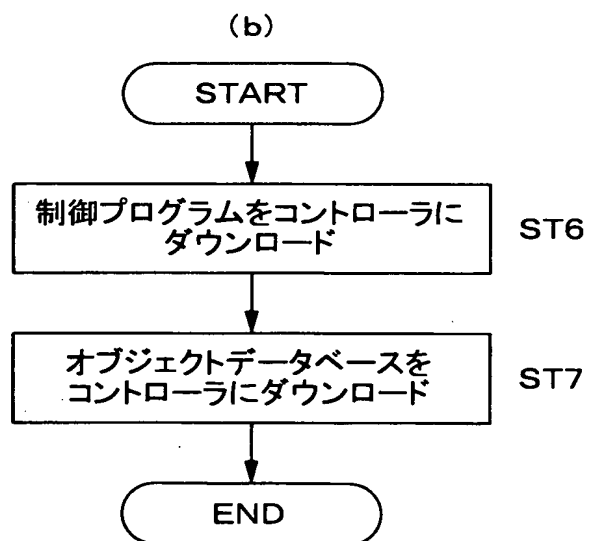 (b)
START
制御プログラムをコントローラに
ダウンロード
ST6
オブジェクトデータベースを
コントローラにダウンロード
ST7
END